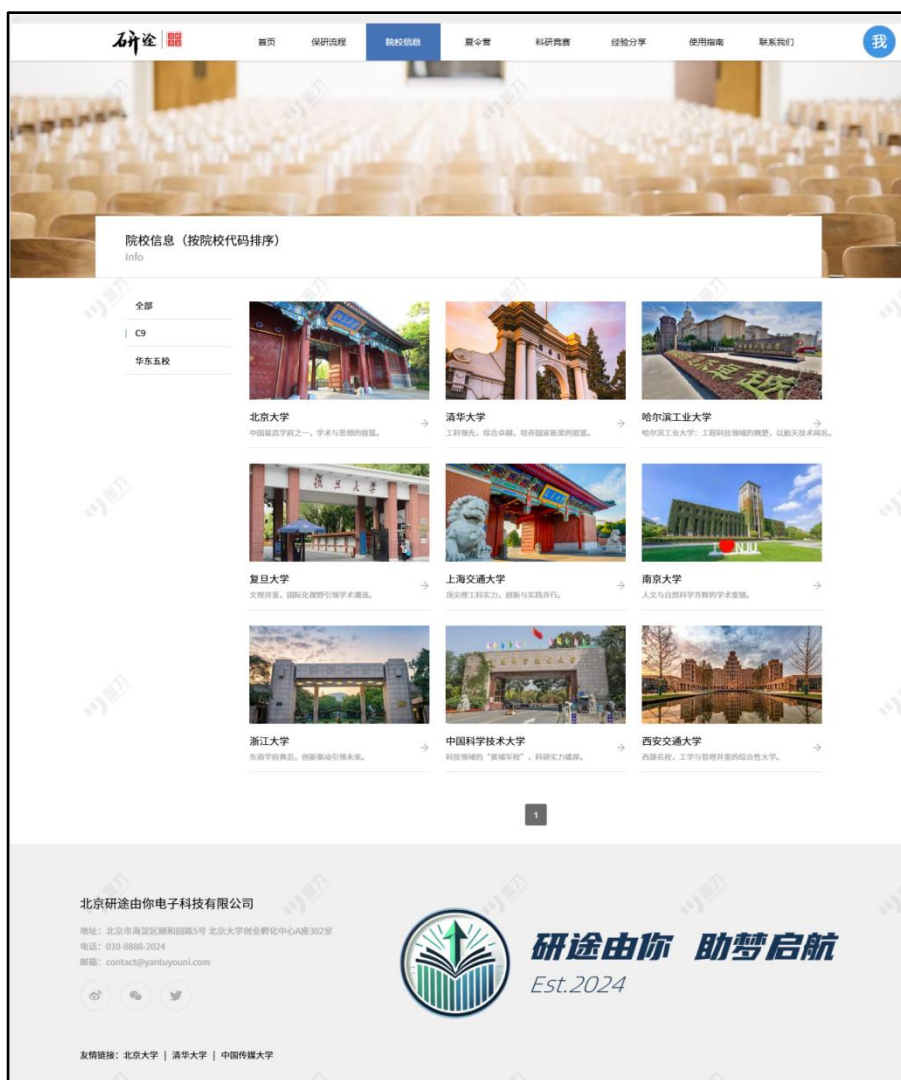 研途
首页 保研流程 院校信息 夏令营 科研竞赛 经验分享 使用指南 联系我们 我
院校信息（按院校代码排序）
Info
全部
C9
华东五校
北京大学
中国最高学府之一，学术与思想的摇篮。
清华大学
工科领先，综合卓越，培养国家栋梁的摇篮。
哈尔滨工业大学
哈尔滨工业大学：工程科技领域的翘楚，以航天技术闻名。
復旦大学
I NJU
复旦大学
文理并重，国际化视野引领学术潮流。
上海交通大学
顶尖理工科实力，创新与实践并行。
南京大学
人文与自然科学齐辉的学术重镇。
浙江大学
东南学府典范，创新驱动引领未来。
中国科学技术大学
科技领域的“黄埔军校”，科研实力雄厚。
西安交通大学
西部名校，工学与管理并重的综合性大学。
1
北京研途由你电子科技有限公司
地址：北京市海淀区颐和园路5号 北京大学创业孵化中心A座302室
电话：010-8888-2024
邮箱：contact@yantuyouni.com
研途由你 助梦启航
Est.2024
友情链接：北京大学 | 清华大学 | 中国传媒大学